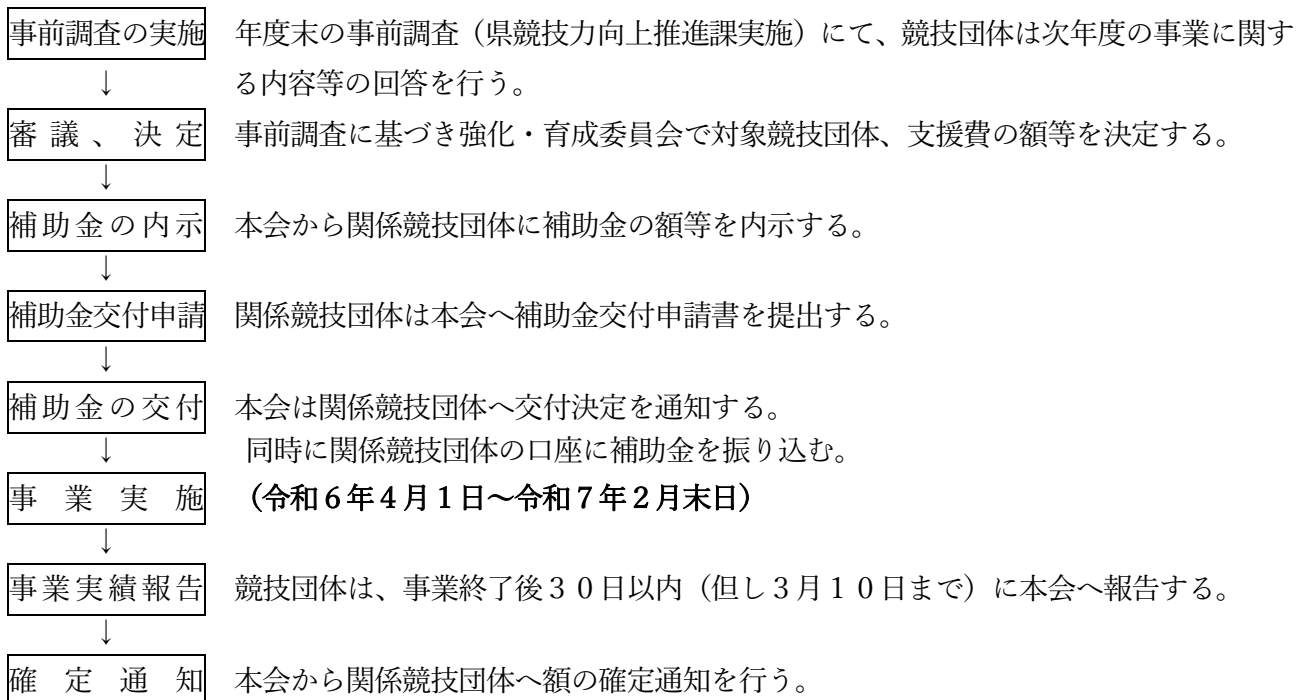 事前調査の実施　年度末の事前調査（県競技力向上推進課実施）にて、競技団体は次年度の事業に関す
↓　る内容等の回答を行う。
審議、決定　事前調査に基づき強化・育成委員会で対象競技団体、支援費の額等を決定する。
↓
補助金の内示　本会から関係競技団体に補助金の額等を内示する。
↓
補助金交付申請　関係競技団体は本会へ補助金交付申請書を提出する。
↓
補助金の交付　本会は関係競技団体へ交付決定を通知する。
↓　同時に関係競技団体の口座に補助金を振り込む。
事業実施　（令和６年４月１日～令和７年２月末日）
↓
事業実績報告　競技団体は、事業終了後３０日以内（但し３月１０日まで）に本会へ報告する。
↓
確定通知　本会から関係競技団体へ額の確定通知を行う。